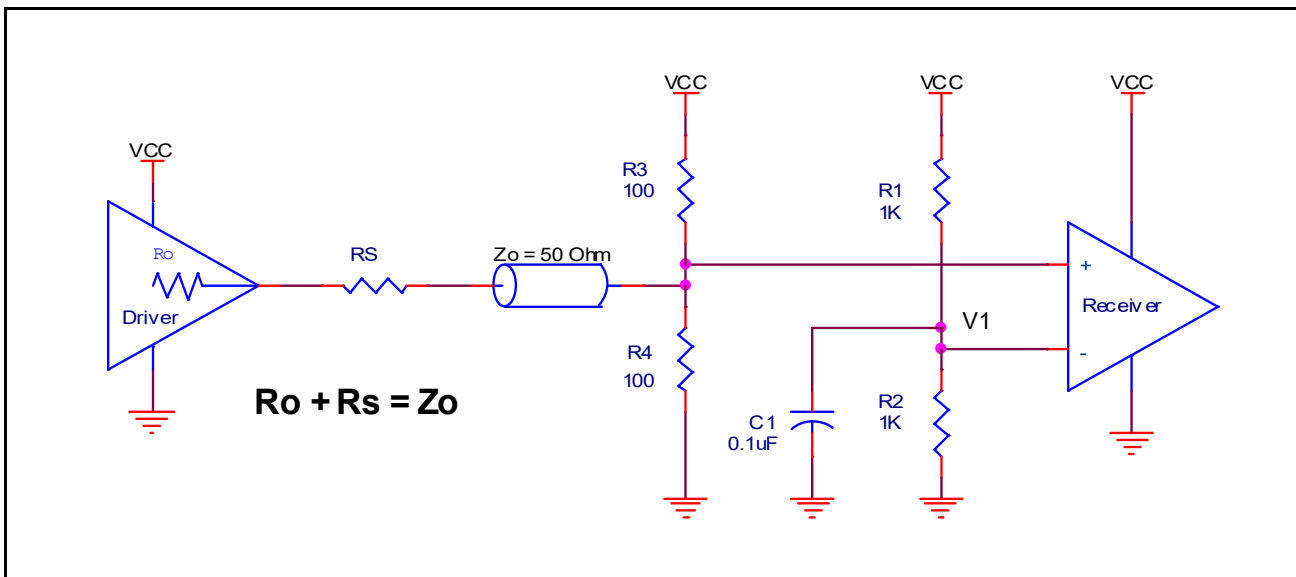 VCC
Ro
Driver
RS
Zo = 50 Ohm
VCC
R3
100
R4
100
VCC
R1
1K
V1
C1
0.1uF
R2
1K
VCC
+
Receiver
-
Ro + Rs = Zo